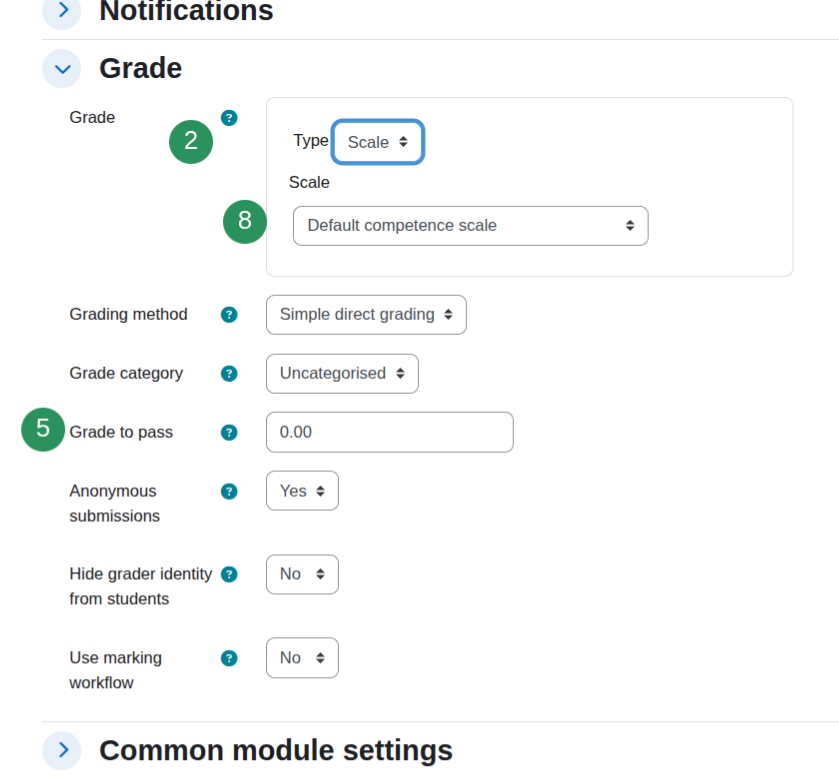 Notifications
Grade
Grade ?
2 Type Scale
Scale
8 Default competence scale
Grading method ? Simple direct grading
Grade category ? Uncategorised
5 Grade to pass ? 0.00
Anonymous ? Yes
submissions
Hide grader identity ? No
from students
Use marking ? No
workflow
Common module settings